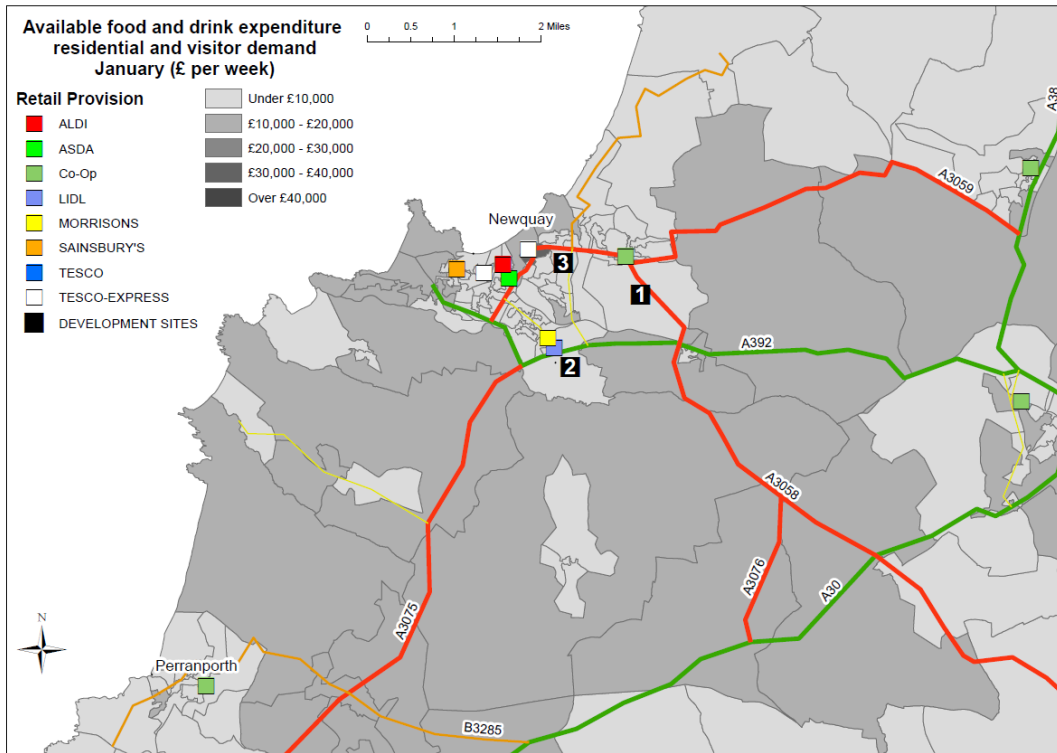 Available food and drink expenditure
residential and visitor demand
January (£ per week)
0 0.5 1 2 Miles
Retail Provision
ALDI
ASDA
Co-Op
LIDL
MORRISONS
SAINSBURY'S
TESCO
TESCO-EXPRESS
DEVELOPMENT SITES
Under £10,000
£10,000 - £20,000
£20,000 - £30,000
£30,000 - £40,000
Over £40,000
A38
A3059
Newquay
3
1
A392
2
A3058
A3076
A30
A3075
N
Perranporth
B3285